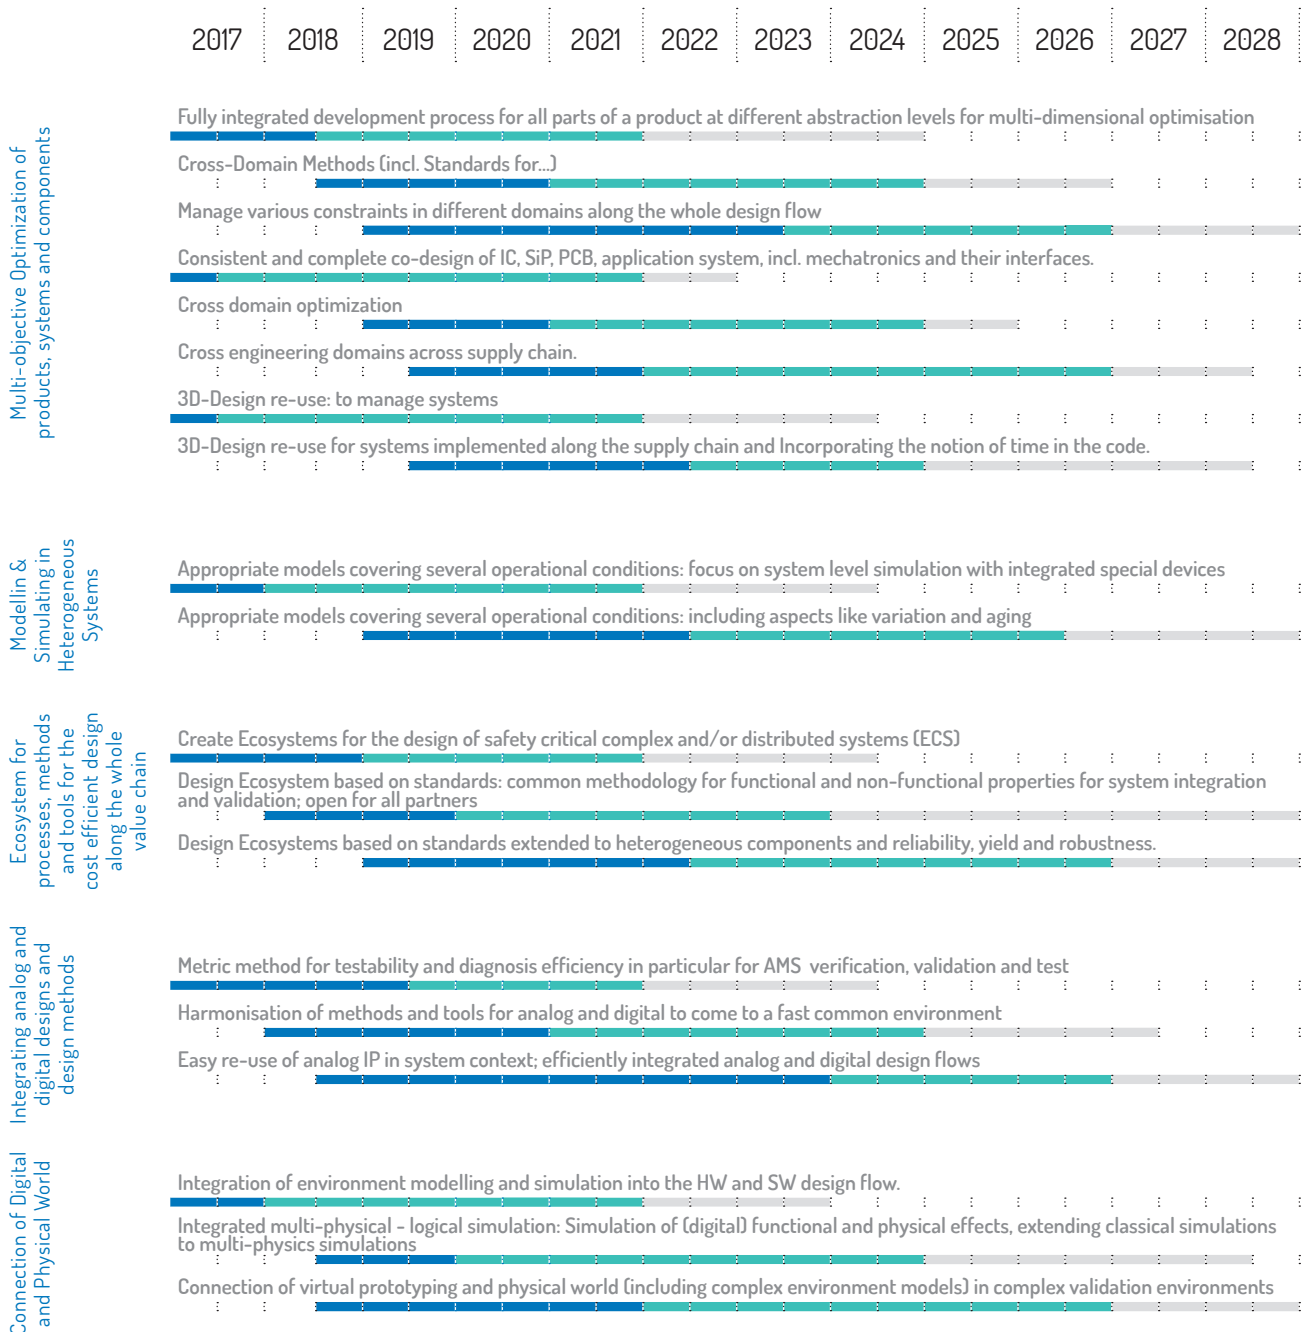 2017 2018 2019 2020 2021 2022 2023 2024 2025 2026 2027 2028
Multi-objective Optimization of
products, systems and components
Fully integrated development process for all parts of a product at different abstraction levels for multi-dimensional optimisation
Cross-Domain Methods (incl. Standards for...)
Manage various constraints in different domains along the whole design flow
Consistent and complete co-design of IC, SiP, PCB, application system, incl. mechatronics and their interfaces.
Cross domain optimization
Cross engineering domains across supply chain.
3D-Design re-use: to manage systems
3D-Design re-use for systems implemented along the supply chain and Incorporating the notion of time in the code.
Modellin &
Simulating in
Heterogeneous
Systems
Appropriate models covering several operational conditions: focus on system level simulation with integrated special devices
Appropriate models covering several operational conditions: including aspects like variation and aging
Ecosystem for
processes, methods
and tools for the
cost efficient design
along the whole
value chain
Create Ecosystems for the design of safety critical complex and/or distributed systems (ECS)
Design Ecosystem based on standards: common methodology for functional and non-functional properties for system integration
and validation; open for all partners
Design Ecosystems based on standards extended to heterogeneous components and reliability, yield and robustness.
Integrating analog and
digital designs and
design methods
Metric method for testability and diagnosis efficiency in particular for AMS verification, validation and test
Harmonisation of methods and tools for analog and digital to come to a fast common environment
Easy re-use of analog IP in system context; efficiently integrated analog and digital design flows
Connection of Digital
and Physical World
Integration of environment modelling and simulation into the HW and SW design flow.
Integrated multi-physical - logical simulation: Simulation of (digital) functional and physical effects, extending classical simulations
to multi-physics simulations
Connection of virtual prototyping and physical world (including complex environment models) in complex validation environments